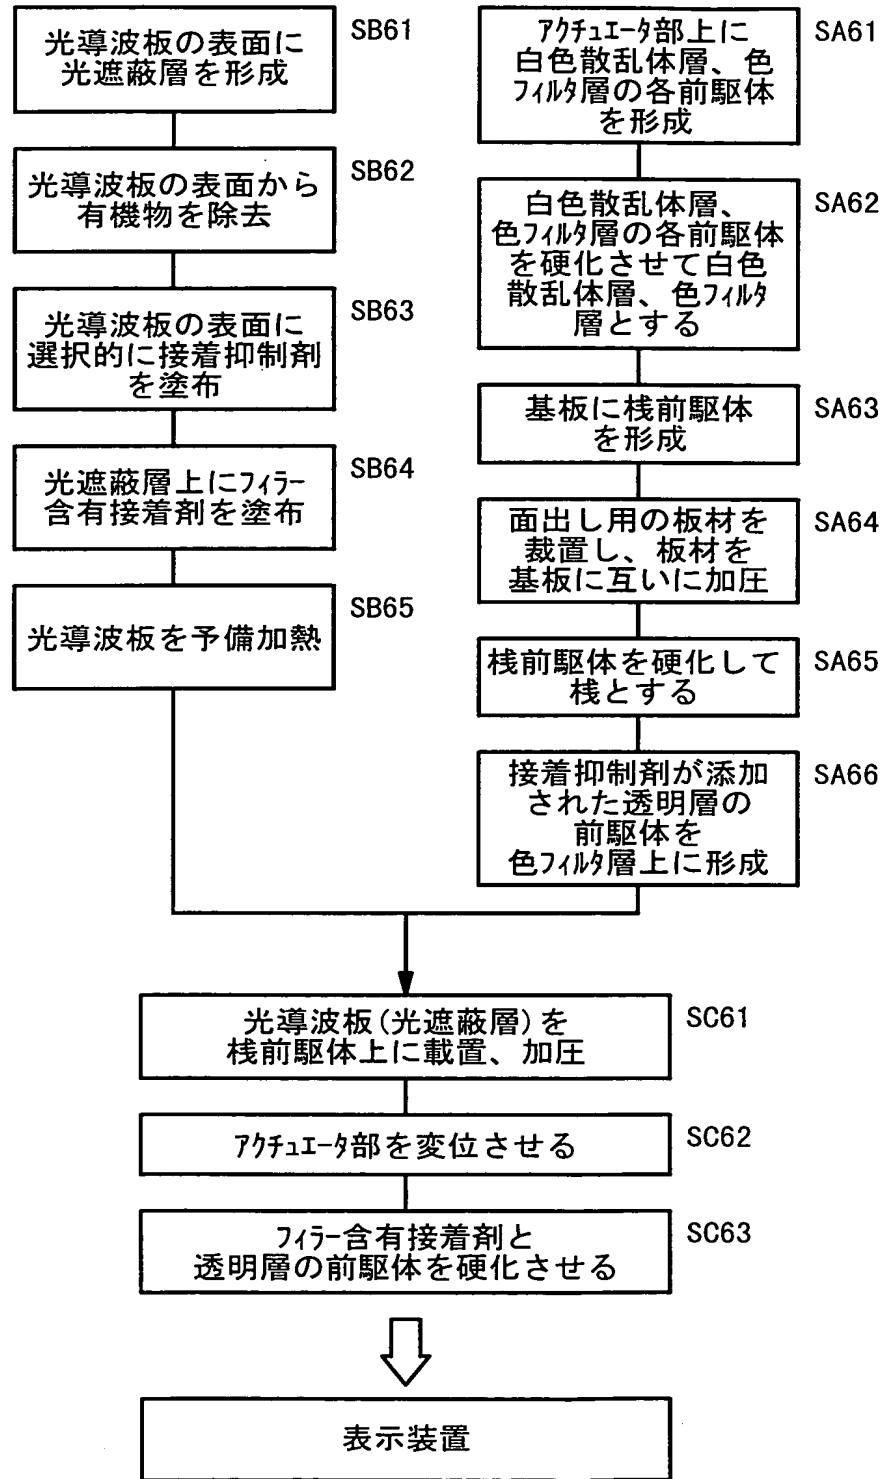 光導波板の表面に
光遮蔽層を形成
SB61
光導波板の表面から
有機物を除去
SB62
光導波板の表面に
選択的に接着抑制剤
を塗布
SB63
光遮蔽層上にﾌｨﾗｰ
含有接着剤を塗布
SB64
光導波板を予備加熱
SB65
ｱｸﾁｭｴｰﾀ部上に
白色散乱体層、色
ﾌｨﾙﾀ層の各前駆体
を形成
SA61
白色散乱体層、
色ﾌｨﾙﾀ層の各前駆体
を硬化させて白色
散乱体層、色ﾌｨﾙﾀ
層とする
SA62
基板に桟前駆体
を形成
SA63
面出し用の板材を
裁置し、板材を
基板に互いに加圧
SA64
桟前駆体を硬化して
桟とする
SA65
接着抑制剤が添加
された透明層の
前駆体を
色ﾌｨﾙﾀ層上に形成
SA66
光導波板(光遮蔽層)を
桟前駆体上に載置、加圧
SC61
ｱｸﾁｭｴｰﾀ部を変位させる
SC62
ﾌｨﾗｰ含有接着剤と
透明層の前駆体を硬化させる
SC63
表示装置